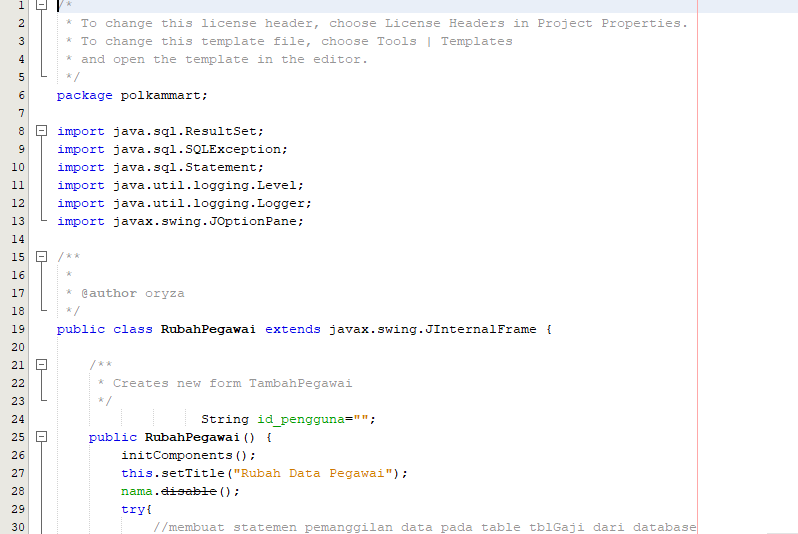 1 /*
2 * To change this license header, choose License Headers in Project Properties.
3 * To change this template file, choose Tools | Templates
4 * and open the template in the editor.
5 */
6 package polkammart;
7
8 import java.sql.ResultSet;
9 import java.sql.SQLException;
10 import java.sql.Statement;
11 import java.util.logging.Level;
12 import java.util.logging.Logger;
13 import javax.swing.JOptionPane;
14
15 /**
16 *
17 * @author oryza
18 */
19 public class RubahPegawai extends javax.swing.JInternalFrame {
20
21 /**
22 * Creates new form TambahPegawai
23 */
24 String id_pengguna="";
25 public RubahPegawai() {
26 initComponents();
27 this.setTitle("Rubah Data Pegawai");
28 nama.disable();
29 try{
30 //membuat statemen pemanggilan data pada table tblGaji dari database